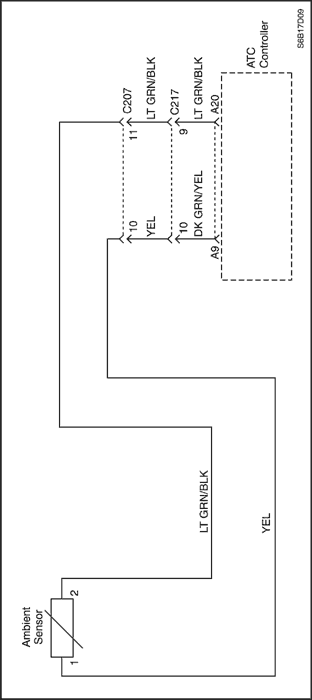 S6B17D09
ATC
Controller
C207
LT GRN/BLK
C217
LT GRN/BLK
A20
11
9
10
YEL
10
DK GRN/YEL
A9
LT GRN/BLK
YEL
Ambient
Sensor
2
1